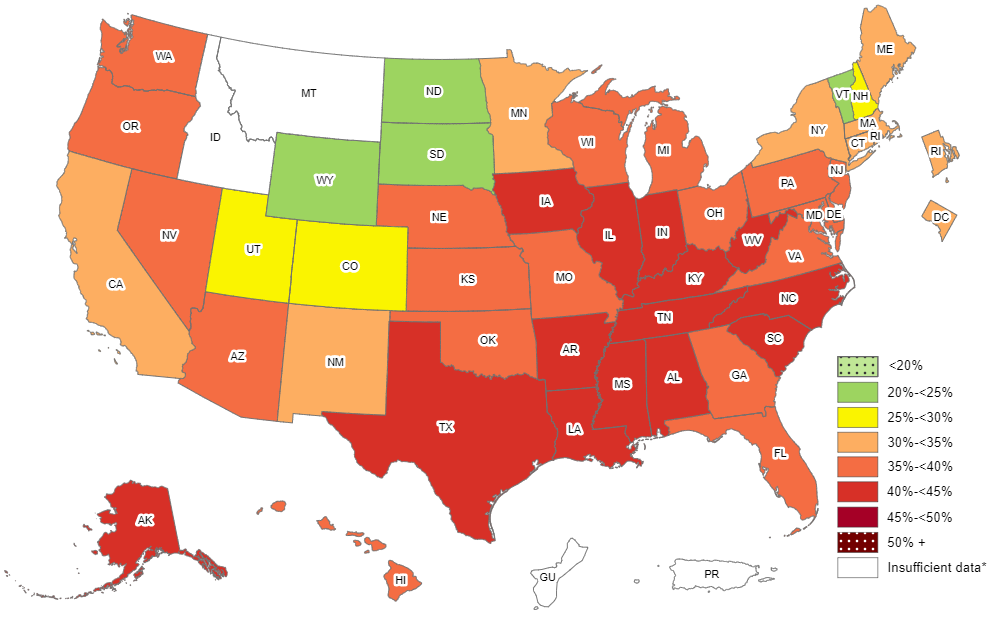 WA
MT
ND
MN
ME
VT
NH
OR
ID
SD
WI
MI
NY
MA
RI
CT
RI
WY
NE
IA
PA
NJ
OH
MD
DE
DC
NV
UT
CO
IL
IN
WV
VA
KS
MO
KY
CA
NC
TN
AZ
NM
OK
AR
SC
MS
AL
GA
TX
LA
FL
AK
HI
GU
PR
<20%
20%-<25%
25%-<30%
30%-<35%
35%-<40%
40%-<45%
45%-<50%
50% +
Insufficient data*